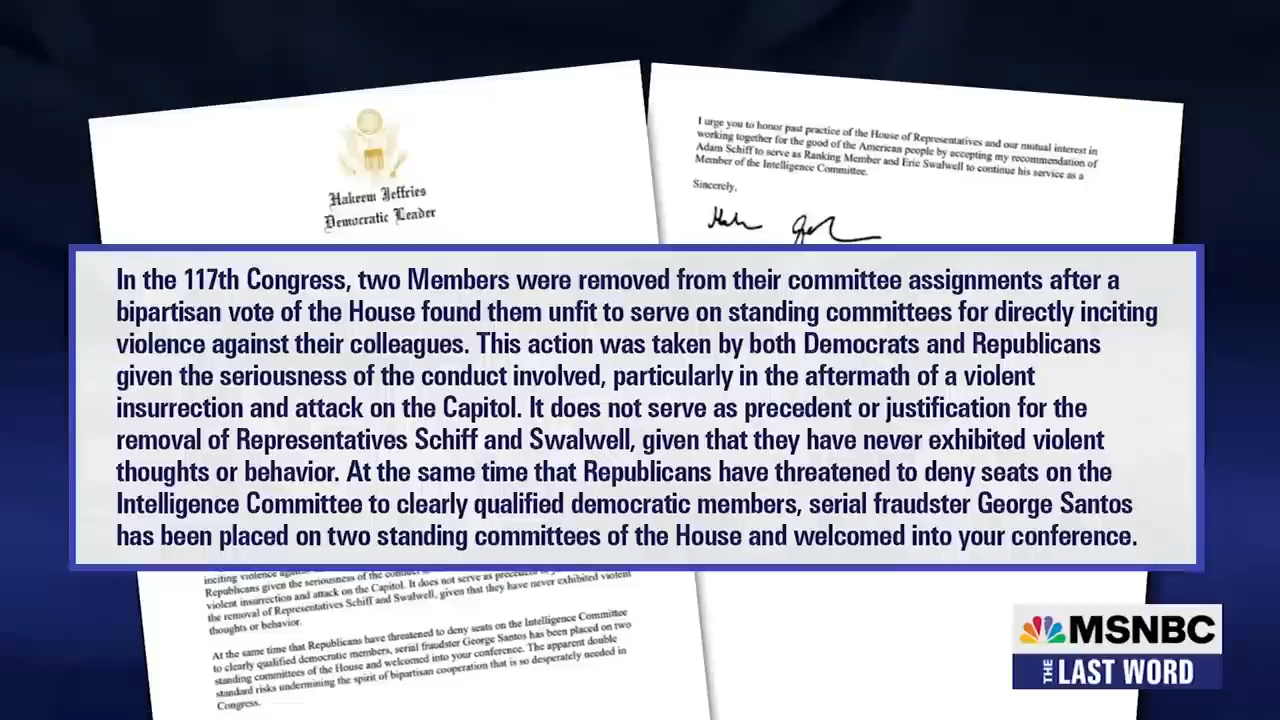 Hakeem Jeffries
Democratic Leader
I urge you to honor past practice of the House of Representatives and our mutual interest in
working together for the good of the American people by accepting my recommendation of
Adam Schiff to serve as Ranking Member and Eric Swalwell to continue his service as a
Member of the Intelligence Committee.
Sincerely,
In the 117th Congress, two Members were removed from their committee assignments after a
bipartisan vote of the House found them unfit to serve on standing committees for directly inciting
violence against their colleagues. This action was taken by both Democrats and Republicans
given the seriousness of the conduct involved, particularly in the aftermath of a violent
insurrection and attack on the Capitol. It does not serve as precedent or justification for the
removal of Representatives Schiff and Swalwell, given that they have never exhibited violent
thoughts or behavior. At the same time that Republicans have threatened to deny seats on the
Intelligence Committee to clearly qualified democratic members, serial fraudster George Santos
has been placed on two standing committees of the House and welcomed into your conference.
inciting violence
Republicans given the seriousness of the
violent insurrection and attack on the Capitol. It does not serve as
the removal of Representatives Schiff and Swalwell, given that they have never exhibited violent
thoughts or behavior.
At the same time that Republicans have threatened to deny seats on the Intelligence Committee
to clearly qualified democratic members, serial fraudster George Santos has been placed on two
standing committees of the House and welcomed into your conference. The apparent double
standard risks undermining the spirit of bipartisan cooperation that is so desperately needed in
Congress.
MSNBC
THE LAST WORD